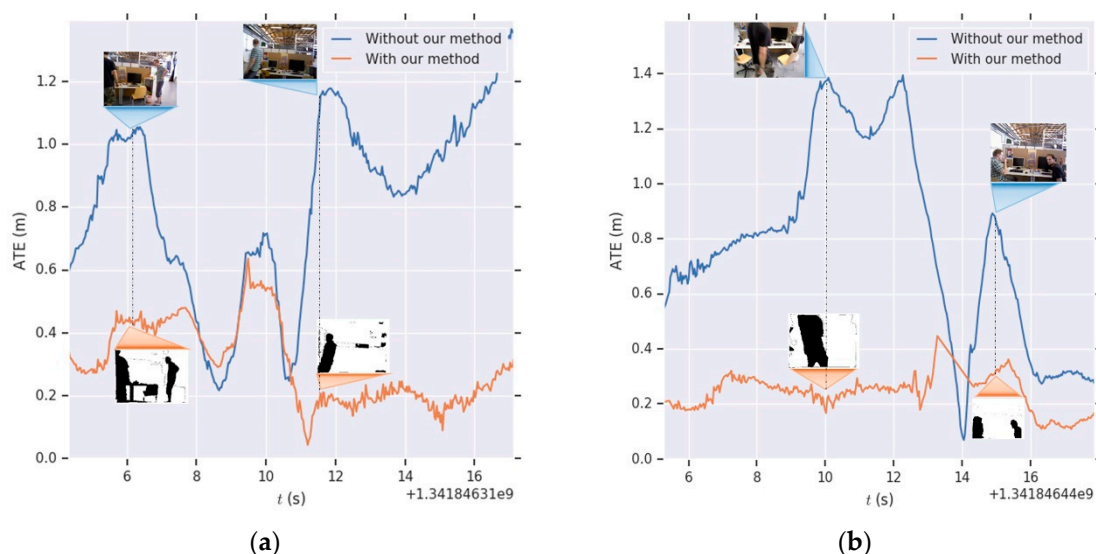 Without our method
With our method
ATE (m)
1.2
1.0
0.8
0.6
0.4
0.2
0.0
6
8
10
12
14
16
t (s)
+1.34184631e9
(a)
Without our method
With our method
ATE (m)
1.4
1.2
1.0
0.8
0.6
0.4
0.2
0.0
6
8
10
12
14
16
t (s)
+1.34184644e9
(b)